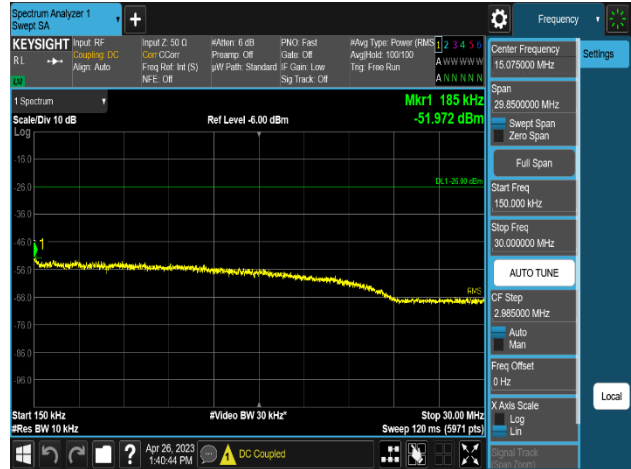 Spectrum Analyzer 1
Swept SA
Frequency
KEYSIGHT
RL
Input: RF
Coupling: DC
Align: Auto
Input Z: 50 Ω
Corr CCorr
Freq Ref: Int (S)
NFE: Off
#Atten: 6 dB
Preamp: Off
µW Path: Standard
PNO: Fast
Gate: Off
IF Gain: Low
Sig Track: Off
#Avg Type: Power (RMS
Avg|Hold: 100/100
Trig: Free Run
1 2 3 4 5 6
A W W W W W
A N N N N N
LW
1 Spectrum
Scale/Div 10 dB
Log
Ref Level -6.00 dBm
Mkr1 185 kHz
-51.972 dBm
-16.0
-26.0
-36.0
-46.0
-56.0
-66.0
-76.0
-86.0
-96.0
DL1 -26.00 dBm
1
RMS
Start 150 kHz
#Res BW 10 kHz
#Video BW 30 kHz*
Stop 30.00 MHz
Sweep 120 ms (5971 pts)
Apr 26, 2023
1:40:44 PM
DC Coupled
Center Frequency
15.075000 MHz
Span
29.8500000 MHz
Swept Span
Zero Span
Full Span
Start Freq
150.000 kHz
Stop Freq
30.000000 MHz
AUTO TUNE
CF Step
2.985000 MHz
Auto
Man
Freq Offset
0 Hz
X Axis Scale
Log
Lin
Signal Track
(Span Zoom)
Settings
Local